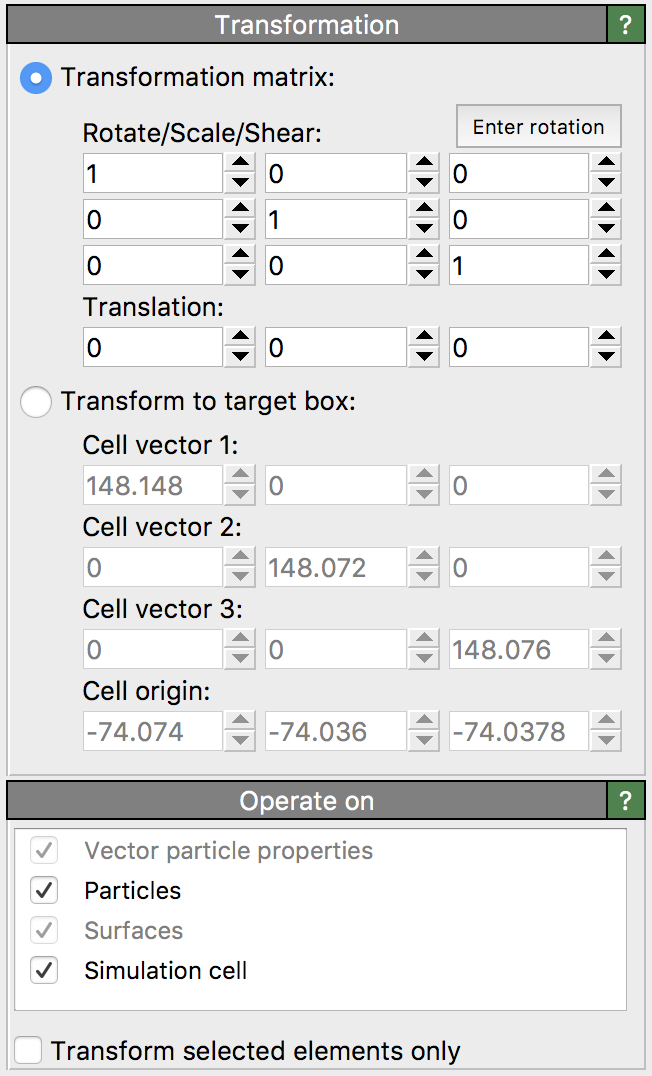 Transformation ?
Transformation matrix:
Rotate/Scale/Shear: Enter rotation
1 0 0
0 1 0
0 0 1
Translation:
0 0 0
Transform to target box:
Cell vector 1:
148.148 0 0
Cell vector 2:
0 148.072 0
Cell vector 3:
0 0 148.076
Cell origin:
-74.074 -74.036 -74.0378
Operate on ?
Vector particle properties
Particles
Surfaces
Simulation cell
Transform selected elements only